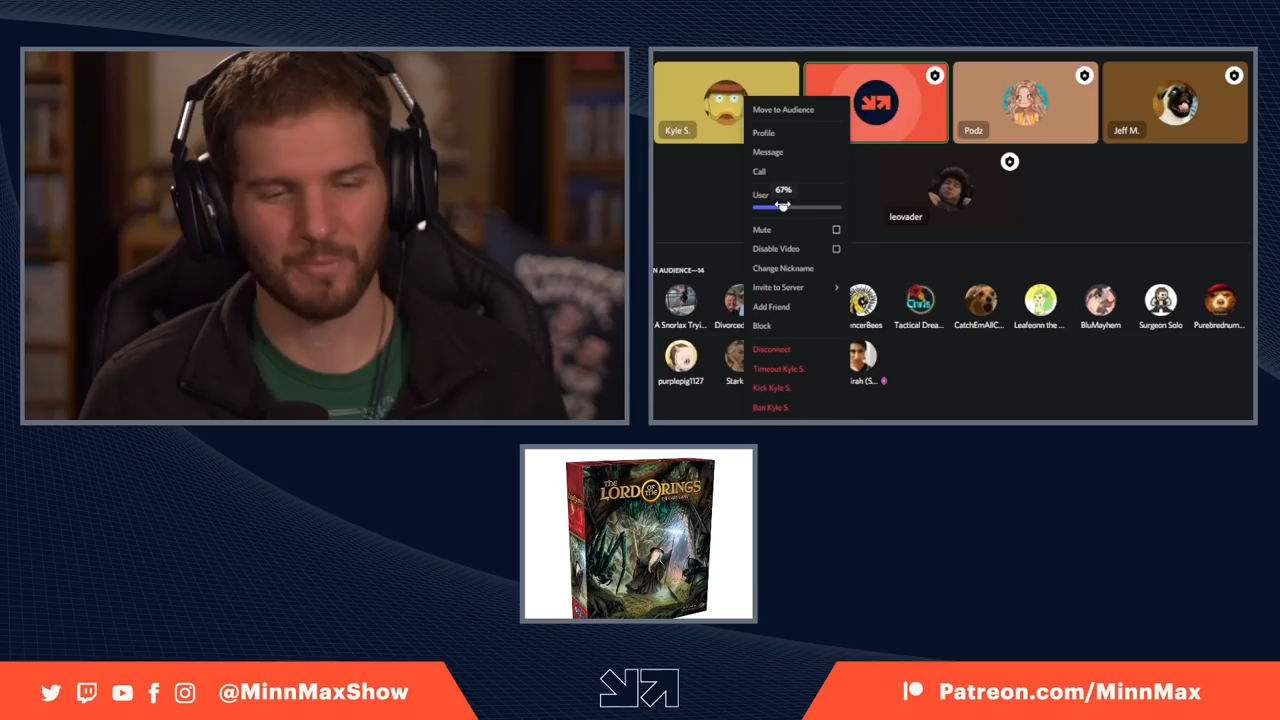 Kyle S.
Podz
Jeff M.
leovader
Move to Audience
Profile
Message
Call
User
67%
Mute
Disable Video
Change Nickname
Invite to Server
Add Friend
Block
Disconnect
Timeout Kyle S.
Kick Kyle S.
Ban Kyle S.
N AUDIENCE—14
A Snorlax Tryi...
Divorced
ncerBees
Tactical Drea...
CatchEmAllC...
Leafeonn the ...
BluMayhem
Surgeon Solo
Purebrednum...
purplepig1127
Stark
irah (S...
THE
LORD OF THE RINGS
THE CARD GAME
@MinnMaxShow
Patreon.com/MinnMax